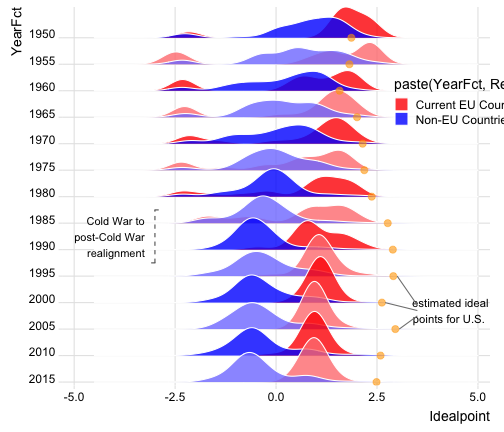 YearFct
1950
1955
1960
paste(YearFct, Re
Current EU Cour
1965
Non-EU Countrie
1970
1975
1980
1985
Cold War to
post-Cold War
realignment
1990
1995
2000
estimated ideal
points for U.S.
2005
2010
2015
-5.0 -2.5 0.0 2.5 5.0
Idealpoint